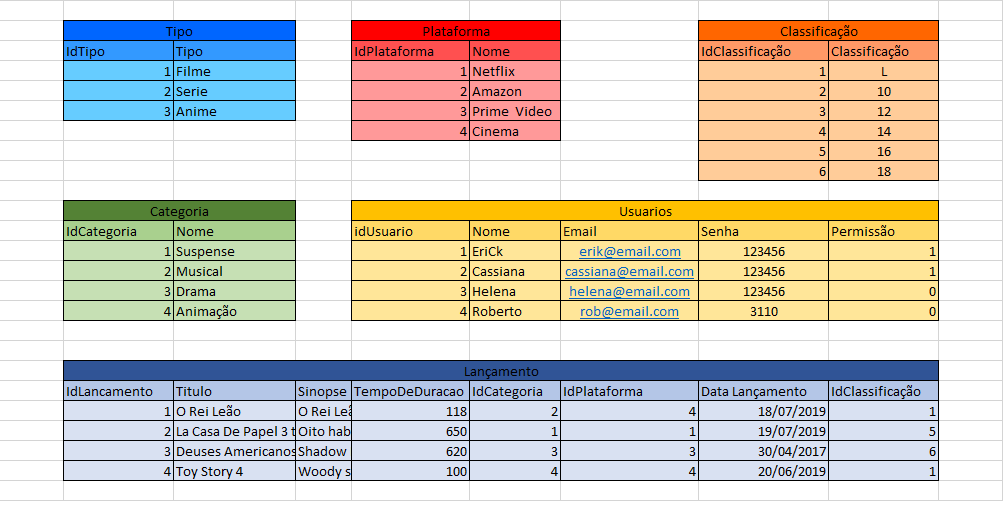 Tipo
IdTipo Tipo
1 Filme
2 Serie
3 Anime
Plataforma
IdPlataforma Nome
1 Netflix
2 Amazon
3 Prime Video
4 Cinema
Classificação
IdClassificação Classificação
1 L
2 10
3 12
4 14
5 16
6 18
Categoria
IdCategoria Nome
1 Suspense
2 Musical
3 Drama
4 Animação
Usuarios
idUsuario Nome Email Senha Permissão
1 EriCk erik@email.com 123456 1
2 Cassiana cassiana@email.com 123456 1
3 Helena helena@email.com 123456 0
4 Roberto rob@email.com 3110 0
Lançamento
IdLancamento Titulo Sinopse TempoDeDuracao IdCategoria IdPlataforma Data Lançamento IdClassificação
1 O Rei Leão O Rei Leã 118 2 4 18/07/2019 1
2 La Casa De Papel 3 t Oito hab 650 1 1 19/07/2019 5
3 Deuses Americanos Shadow 620 3 3 30/04/2017 6
4 Toy Story 4 Woody s 100 4 4 20/06/2019 1